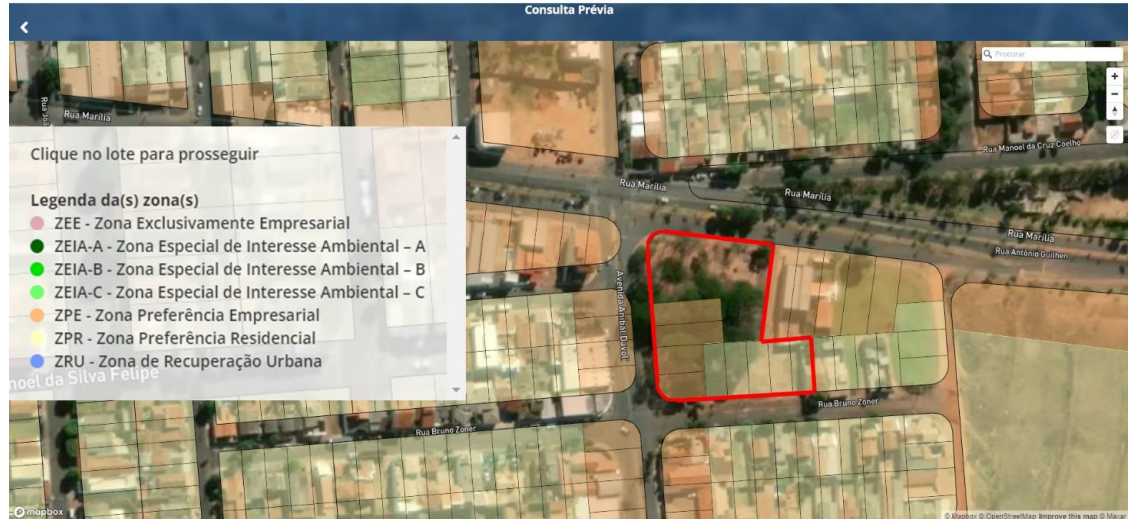 Consulta Prévia
Procurar
Rua Marília
Rua Manoel da Cruz Coelho
Clique no lote para prosseguir
Rua Marília
Rua Marília
Legenda da(s) zona(s)
ZEE - Zona Exclusivamente Empresarial
ZEIA-A - Zona Especial de Interesse Ambiental – A
ZEIA-B - Zona Especial de Interesse Ambiental – B
ZEIA-C - Zona Especial de Interesse Ambiental – C
ZPE - Zona Preferência Empresarial
ZPR - Zona Preferência Residencial
ZRU - Zona de Recuperação Urbana
Rua Marília
Rua Antônio Guilhen
Avenida Aníbal Davoli
noel da Silva Felipe
Rua Bruno Zoner
Rua Bruno Zoner
mapbox
© Mapbox © OpenStreetMap Improve this map © Maxar